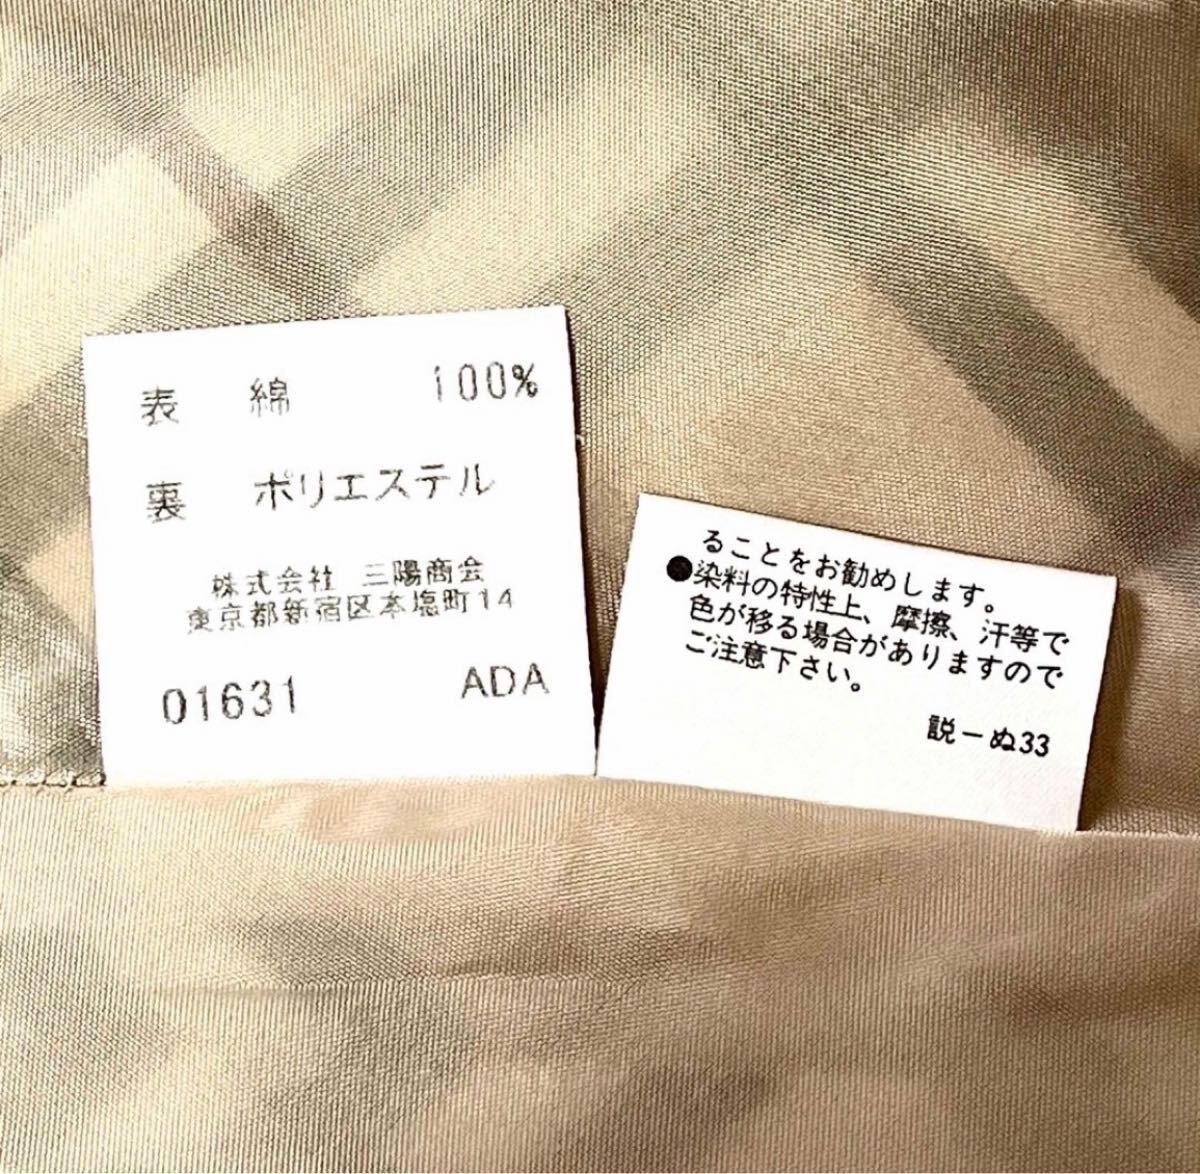 表 綿 100%
裏 ポリエステル
株式会社 三陽商会
東京都新宿区本塩町14
01631 ADA
ることをお勧めします。
●染料の特性上、摩擦、汗等で
色が移る場合がありますので
ご注意下さい。
説ーぬ33